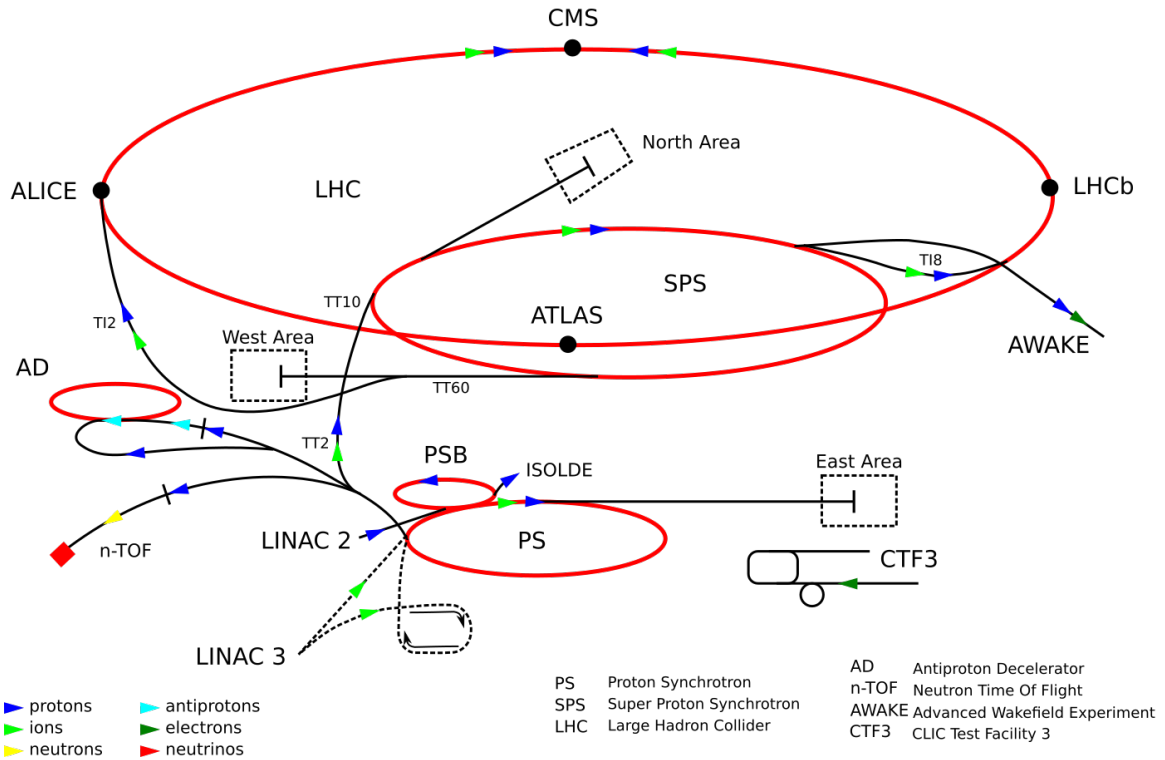 CMS
North Area
ALICE
LHC
LHCb
TI8
SPS
TT10
ATLAS
TI2
West Area
AWAKE
AD
TT60
TT2
PSB
ISOLDE
East Area
LINAC 2
PS
n-TOF
CTF3
LINAC 3
protons
ions
neutrons
antiprotons
electrons
neutrinos
PS Proton Synchrotron
SPS Super Proton Synchrotron
LHC Large Hadron Collider
AD Antiproton Decelerator
n-TOF Neutron Time Of Flight
AWAKE Advanced Wakefield Experiment
CTF3 CLIC Test Facility 3